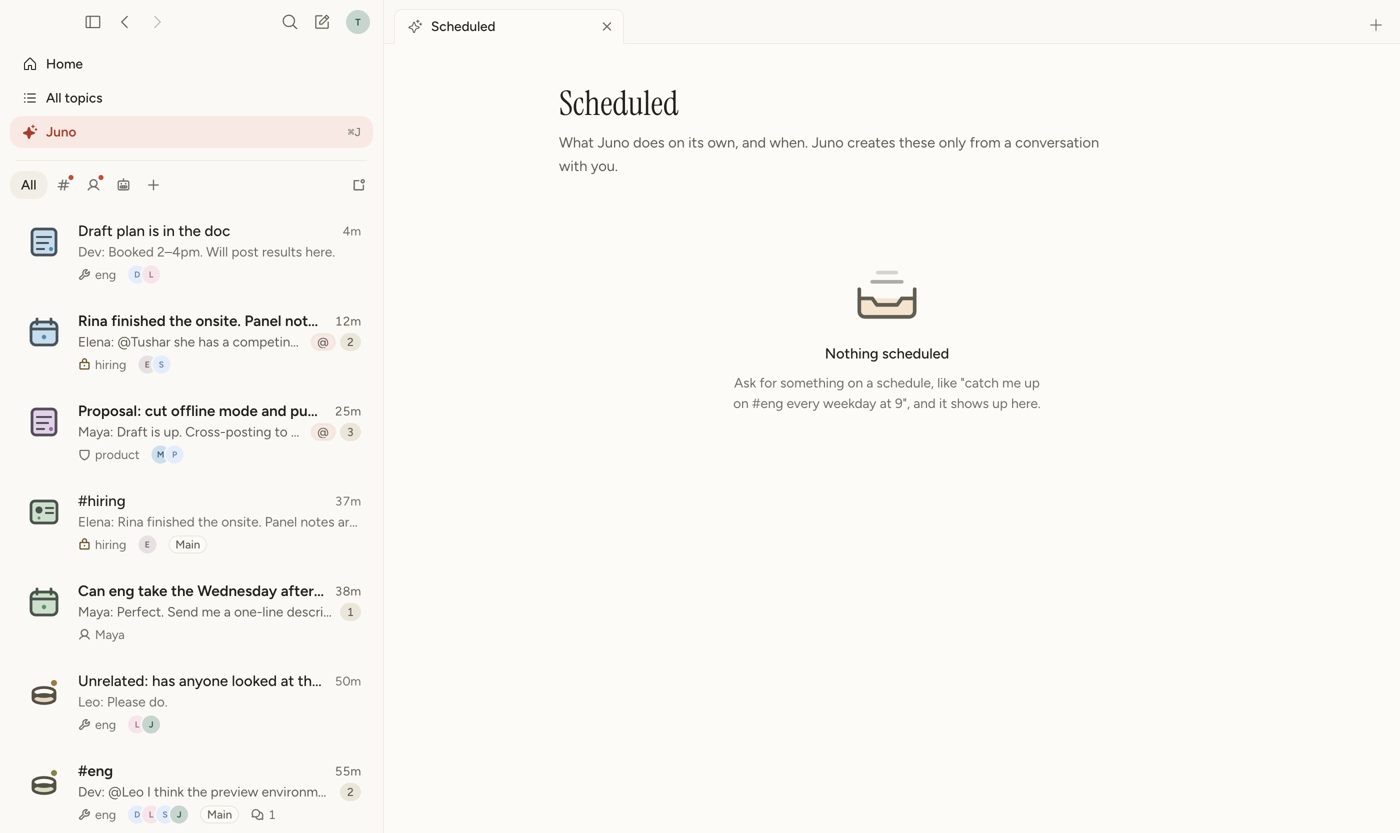 T
Home
All topics
Juno ⌘J
All
Draft plan is in the doc 4m
Dev: Booked 2–4pm. Will post results here.
eng D L
Rina finished the onsite. Panel not... 12m
Elena: @Tushar she has a competin... @ 2
hiring E S
Proposal: cut offline mode and pu... 25m
Maya: Draft is up. Cross-posting to ... @ 3
product M P
#hiring 37m
Elena: Rina finished the onsite. Panel notes ar...
hiring E Main
Can eng take the Wednesday after... 38m
Maya: Perfect. Send me a one-line descri... 1
Maya
Unrelated: has anyone looked at th... 50m
Leo: Please do.
eng L J
#eng 55m
Dev: @Leo I think the preview environm... 2
eng D L S J Main 1
Scheduled
Scheduled
What Juno does on its own, and when. Juno creates these only from a conversation
with you.
Nothing scheduled
Ask for something on a schedule, like "catch me up
on #eng every weekday at 9", and it shows up here.